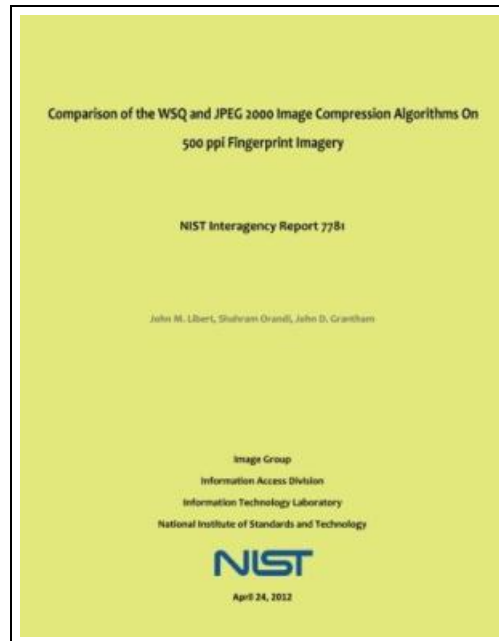 Comparison of the WSQ and JPEG 2000 Image Compression Algorithms On
500 ppi Fingerprint Imagery
NIST Interagency Report 7781
John M. Libert, Shahram Orandi, John D. Grantham
Image Group
Information Access Division
Information Technology Laboratory
National Institute of Standards and Technology
NIST
April 24, 2012